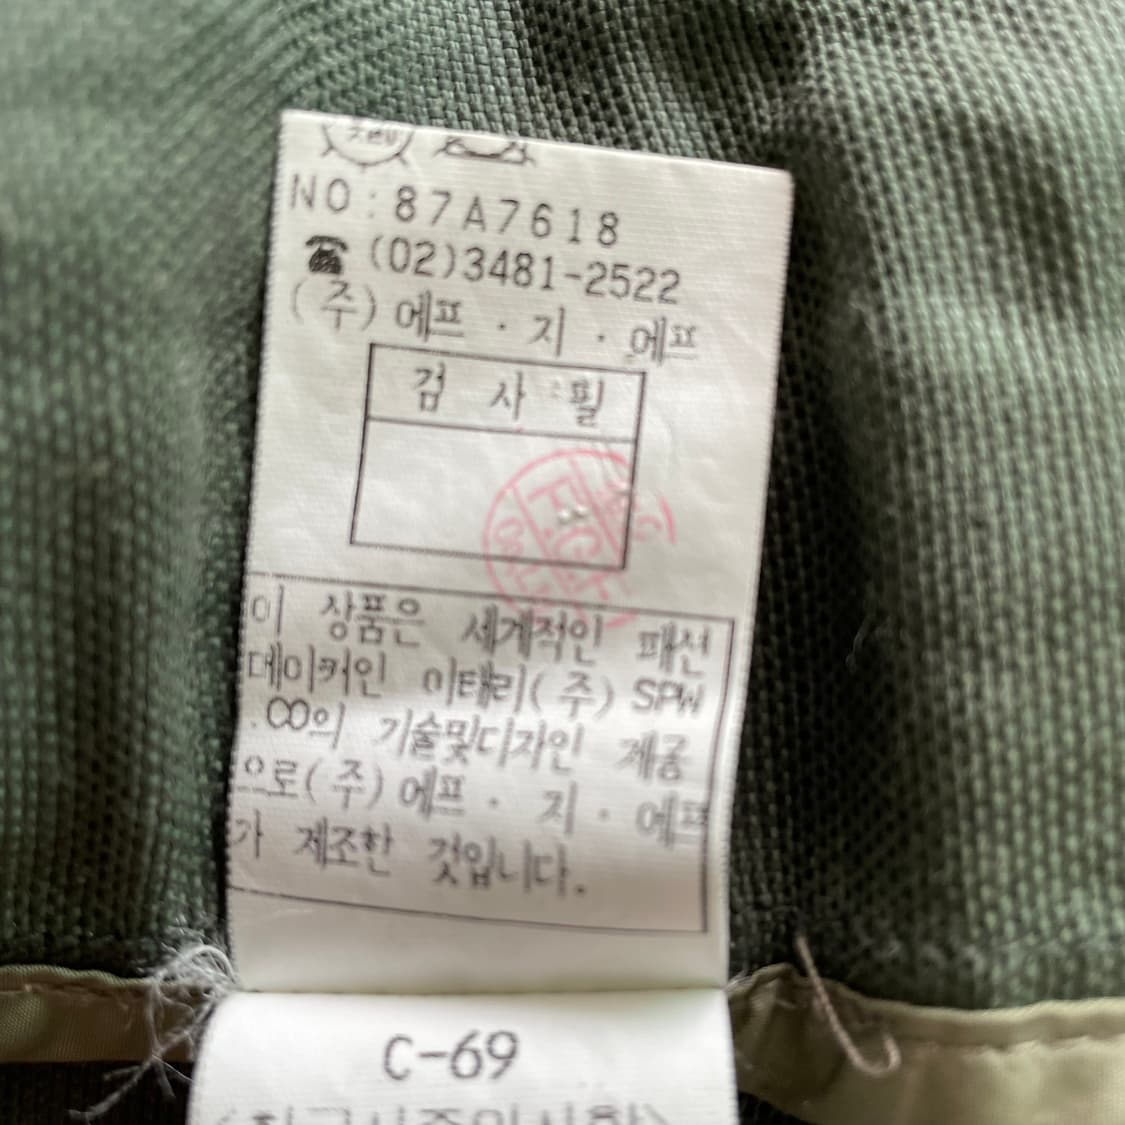 NO:87A7618
☎ (02)3481-2522
(주)에프·지·에프
검 사 필
F.G.F
이 상품은 세계적인 패션
메이커인 이태리(주) SPW
.CO의 기술및디자인 제공
으로(주)에프·지·에프
가 제조한 것입니다.
C-69